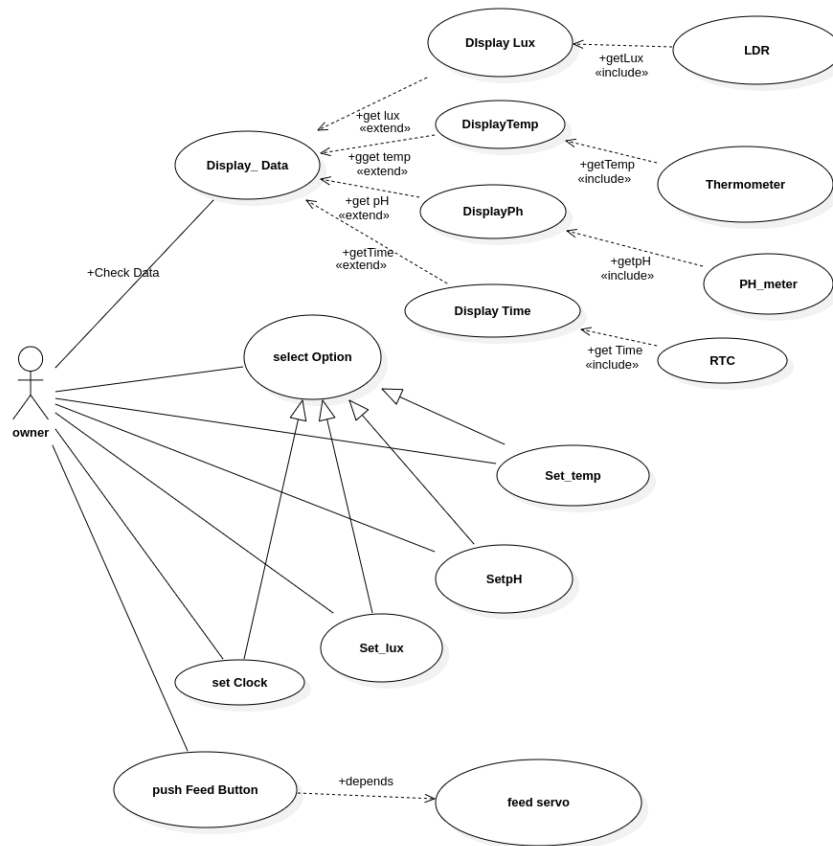 DIsplay Lux
LDR
+getLux
«include»
+get lux
«extend»
DisplayTemp
Display_ Data
+gget temp
«extend»
+getTemp
«include»
Thermometer
+get pH
«extend»
DisplayPh
+getTime
«extend»
+getpH
«include»
PH_meter
+Check Data
Display Time
select Option
+get Time
«include»
RTC
owner
Set_temp
SetpH
Set_lux
set Clock
push Feed Button
+depends
feed servo